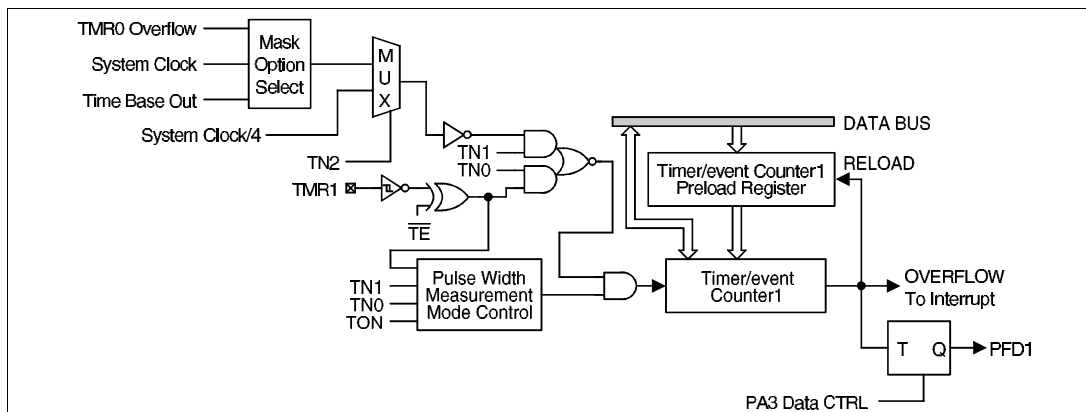 TMR0 Overflow
System Clock
Time Base Out
Mask
Option
Select
M
U
X
System Clock/4
TN2
TN1
TN0
TMR1
TE
DATA BUS
Timer/event Counter1
Preload Register
RELOAD
TN1
TN0
TON
Pulse Width
Measurement
Mode Control
Timer/event
Counter1
OVERFLOW
To Interrupt
T Q
PFD1
PA3 Data CTRL